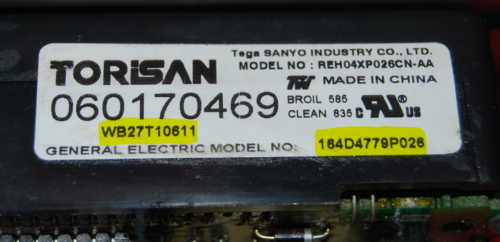 Tega SANYO INDUSTRY CO., LTD.
TORiSAN MODEL NO : REH04XP026CN-AA
MADE IN CHINA
060170469 BROIL 585
CLEAN 835 C US
WB27T10611
GENERAL ELECTRIC MODEL NO: 164D4779P026